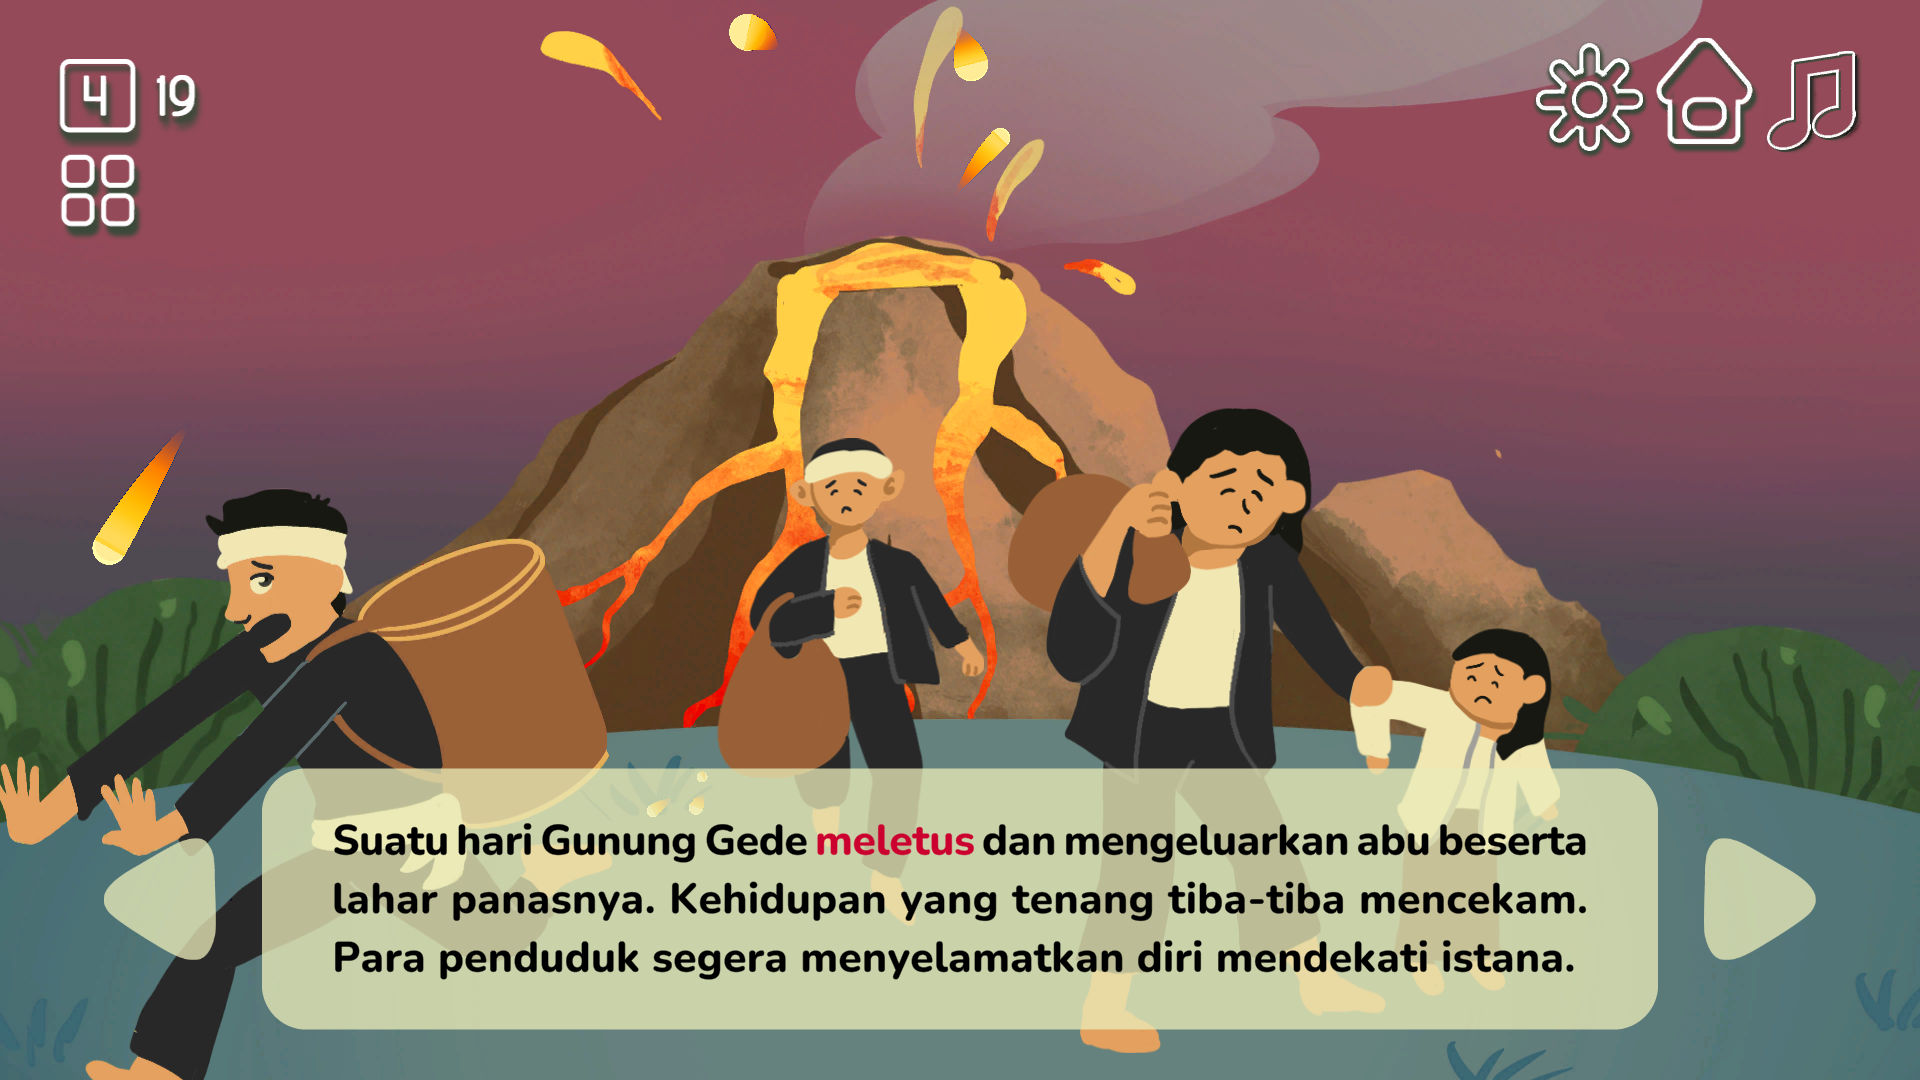 4 19
Suatu hari Gunung Gede meletus dan mengeluarkan abu beserta
lahar panasnya. Kehidupan yang tenang tiba-tiba mencekam.
Para penduduk segera menyelamatkan diri mendekati istana.